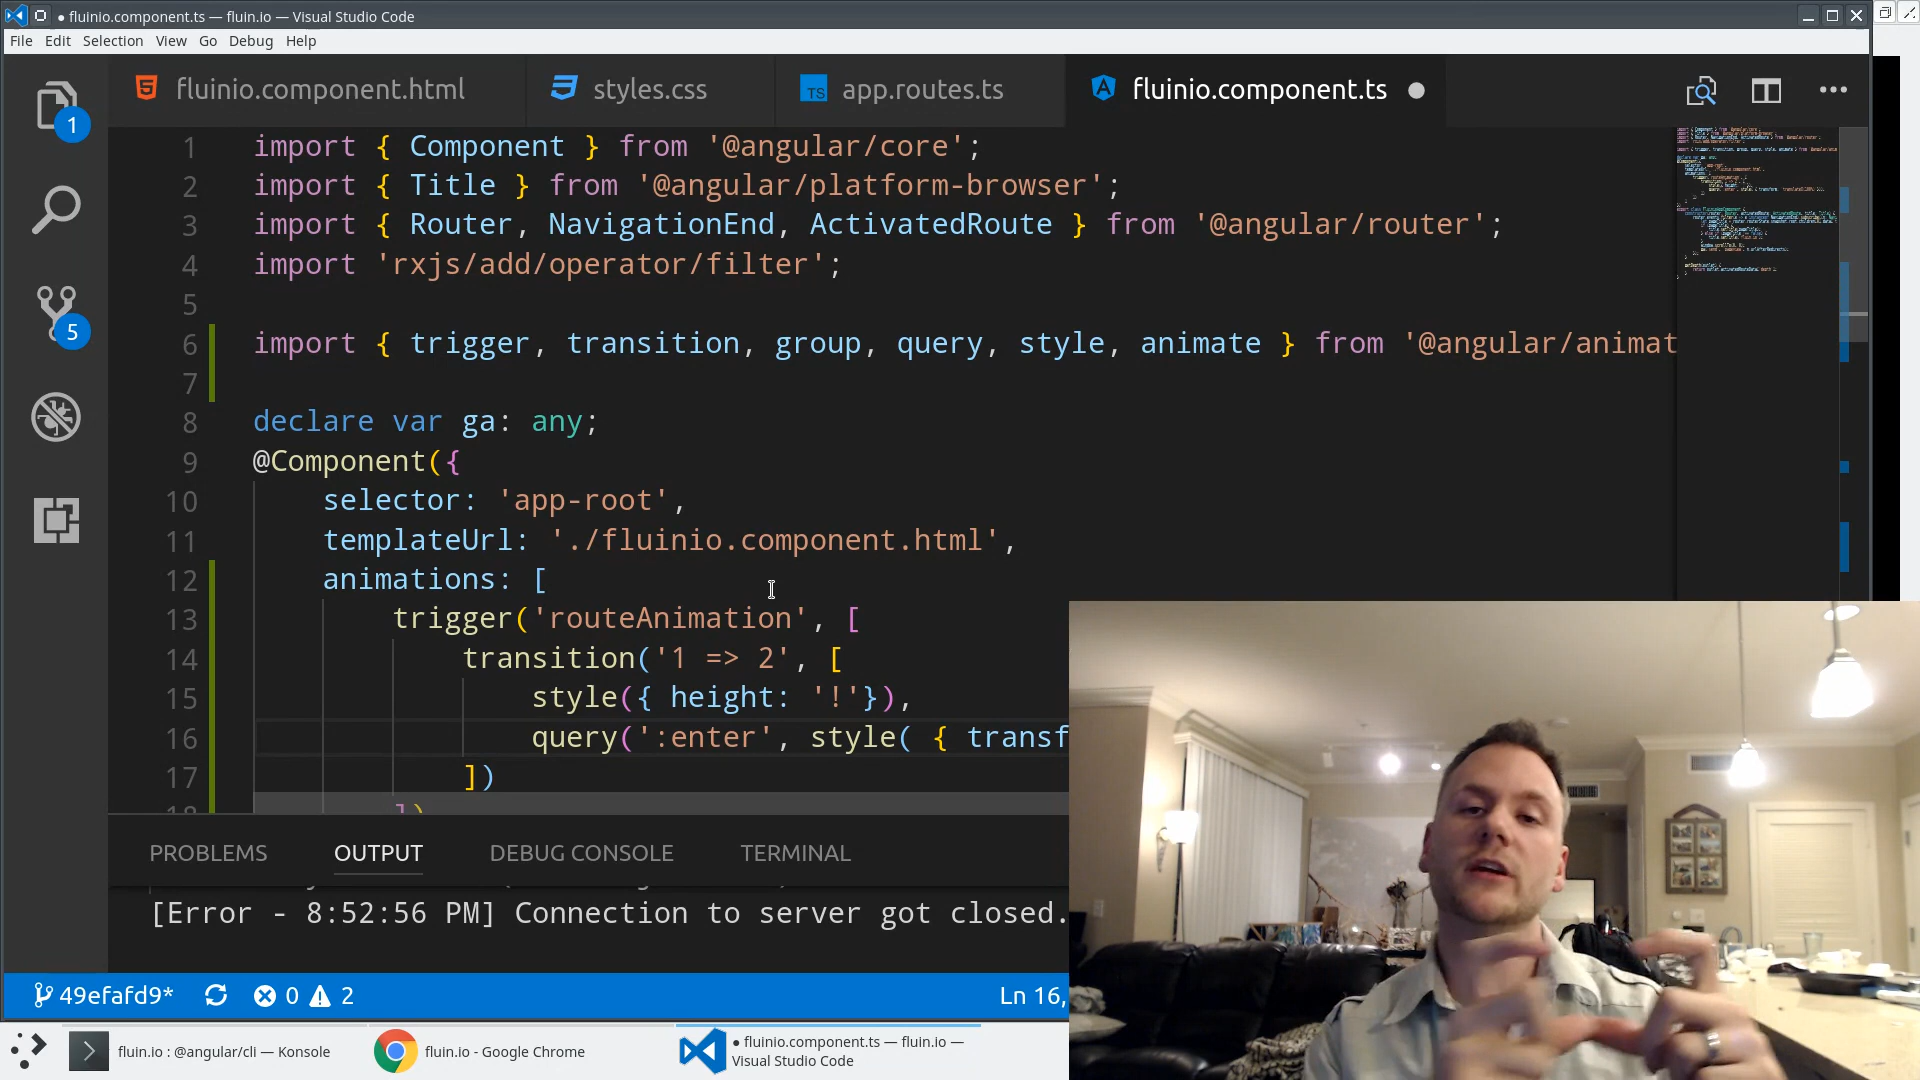 fluinio.component.ts — fluin.io — Visual Studio Code
File Edit Selection View Go Debug Help
fluinio.component.html styles.css TS app.routes.ts fluinio.component.ts
1 import { Component } from '@angular/core';
2 import { Title } from '@angular/platform-browser';
3 import { Router, NavigationEnd, ActivatedRoute } from '@angular/router';
4 import 'rxjs/add/operator/filter';
5
6 import { trigger, transition, group, query, style, animate } from '@angular/animat
7
8 declare var ga: any;
9 @Component({
10 selector: 'app-root',
11 templateUrl: './fluinio.component.html',
12 animations: [
13 trigger('routeAnimation', [
14 transition('1 => 2', [
15 style({ height: '!'}),
16 query(':enter', style( { transf
17 ])
1
5
PROBLEMS OUTPUT DEBUG CONSOLE TERMINAL
[Error - 8:52:56 PM] Connection to server got closed.
49efafd9* 0 2 Ln 16,
fluin.io : @angular/cli — Konsole
fluin.io - Google Chrome
● fluinio.component.ts — fluin.io —
Visual Studio Code